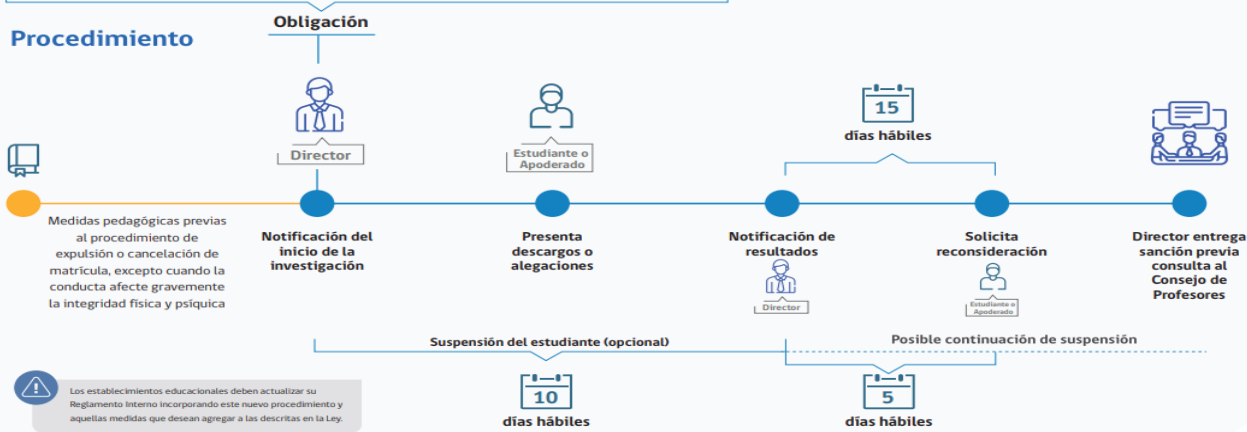 Procedimiento
Obligación
Director
Estudiante o
Apoderado
15
días hábiles
Medidas pedagógicas previas
al procedimiento de
expulsión o cancelación de
matrícula, excepto cuando la
conducta afecte gravemente
la integridad física y psíquica
Notificación del
inicio de la
investigación
Presenta
descargos o
alegaciones
Notificación de
resultados
Director
Solicita
reconsideración
Estudiante o
Apoderado
Director entrega
sanción previa
consulta al
Consejo de
Profesores
Suspensión del estudiante (opcional)
Posible continuación de suspensión
10
días hábiles
5
días hábiles
Los establecimientos educacionales deben actualizar su
Reglamento Interno incorporando este nuevo procedimiento y
aquellas medidas que desean agregar a las descritas en la Ley.